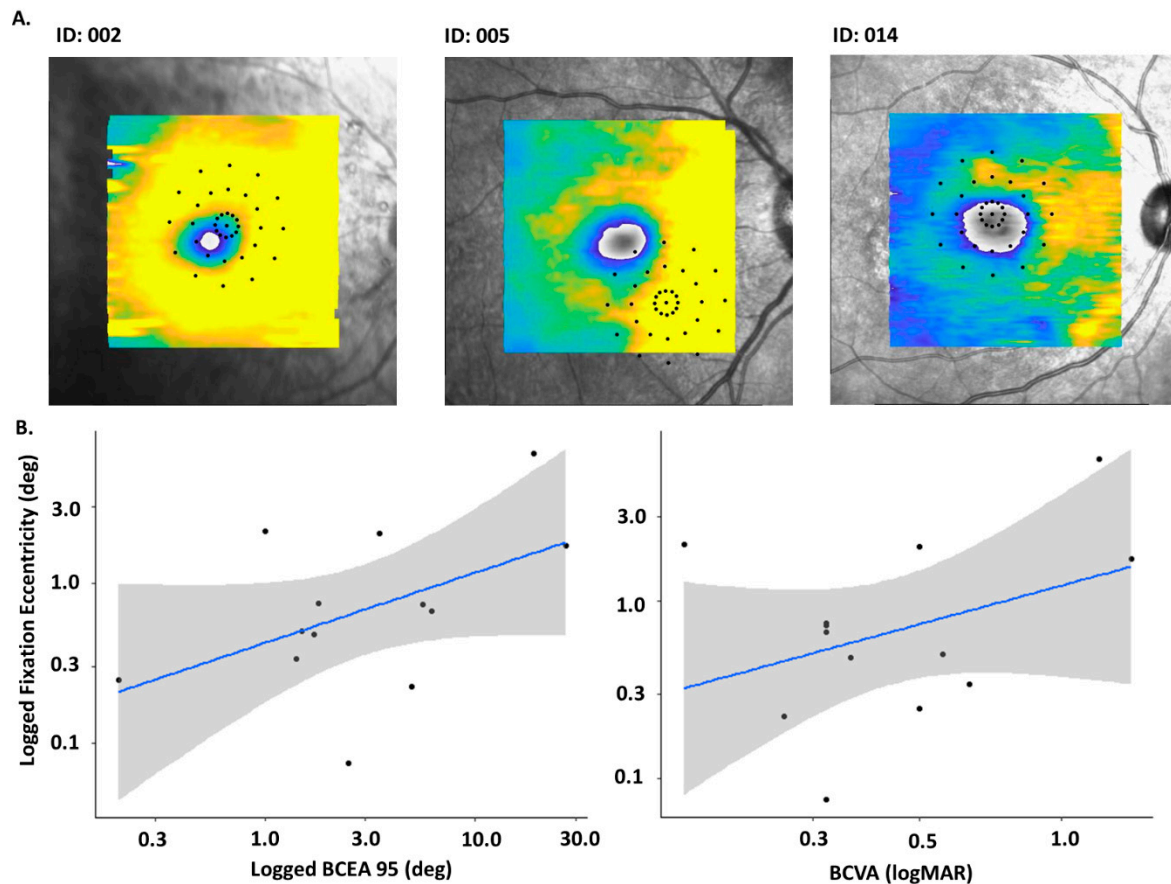 A.
ID: 002
ID: 005
ID: 014
B.
Logged Fixation Eccentricity (deg)
3.0
1.0
0.3
0.1
0.3
1.0
3.0
10.0
30.0
Logged BCEA 95 (deg)
3.0
1.0
0.3
0.1
0.3
0.5
1.0
BCVA (logMAR)